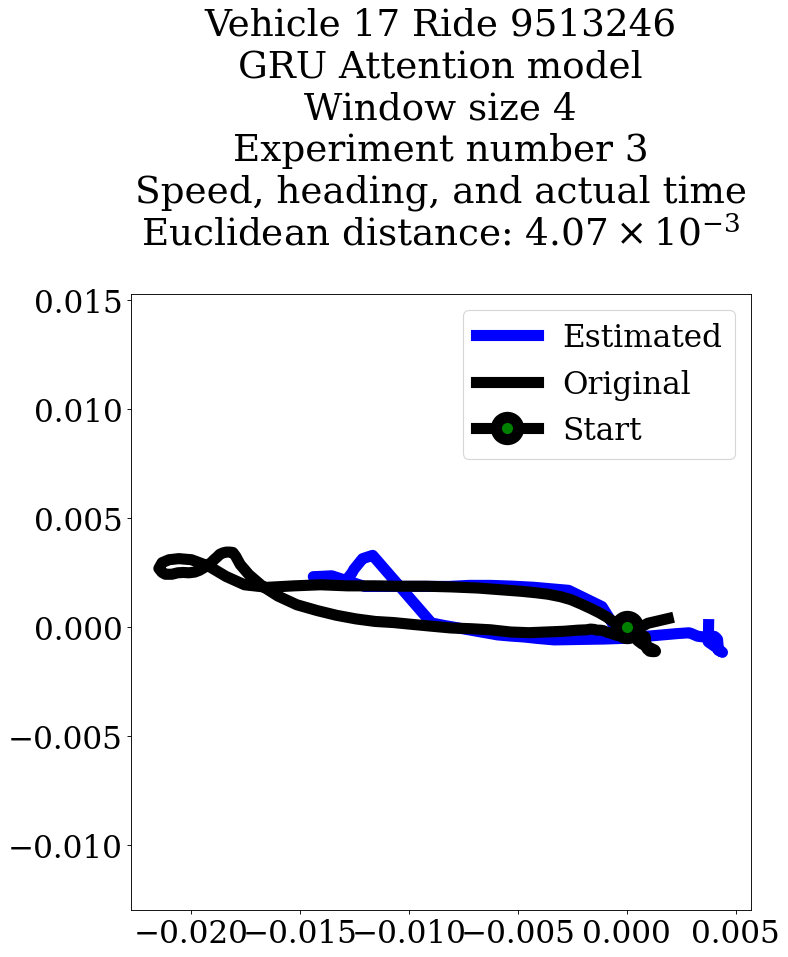 Vehicle 17 Ride 9513246
GRU Attention model
Window size 4
Experiment number 3
Speed, heading, and actual time
Euclidean distance: 4.07 × 10⁻³
0.015
0.010
0.005
0.000
−0.005
−0.010
Estimated
Original
Start
−0.020 −0.015 −0.010 −0.005 0.000 0.005